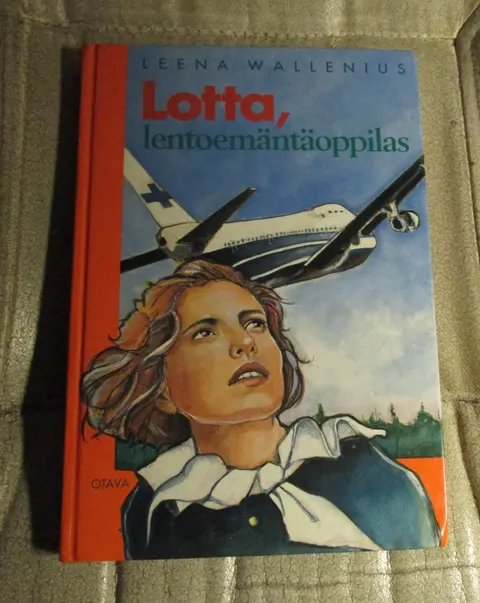 LEENA WALLENIUS
Lotta,
lentoemäntäoppilas
OTAVA